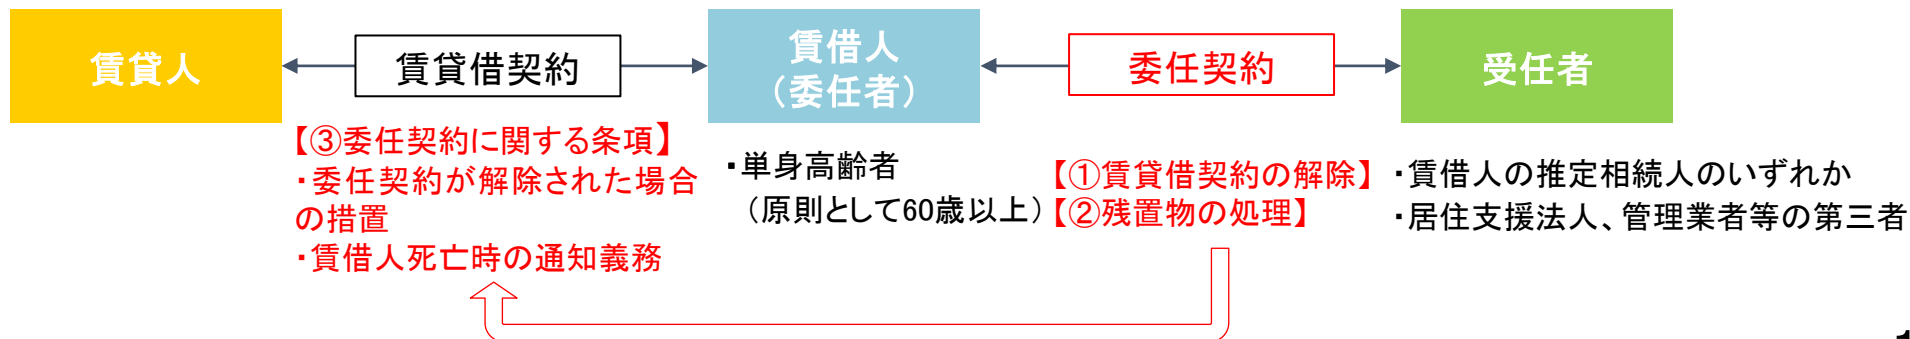 賃貸人
賃貸借契約
賃借人
（委任者）
委任契約
受任者
【③委任契約に関する条項】
・委任契約が解除された場合
の措置
・賃借人死亡時の通知義務
・単身高齢者
（原則として60歳以上）
【①賃貸借契約の解除】
【②残置物の処理】
・賃借人の推定相続人のいずれか
・居住支援法人、管理業者等の第三者